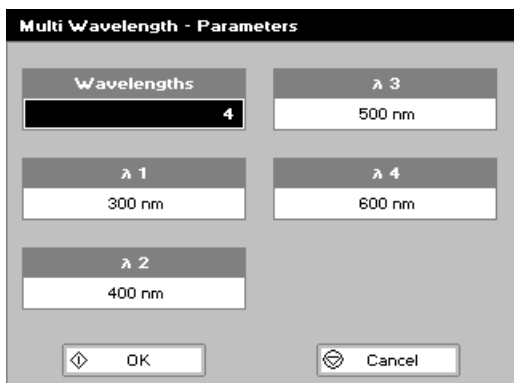 Multi Wavelength - Parameters
Wavelengths
4
λ 1
300 nm
λ 2
400 nm
λ 3
500 nm
λ 4
600 nm
OK
Cancel